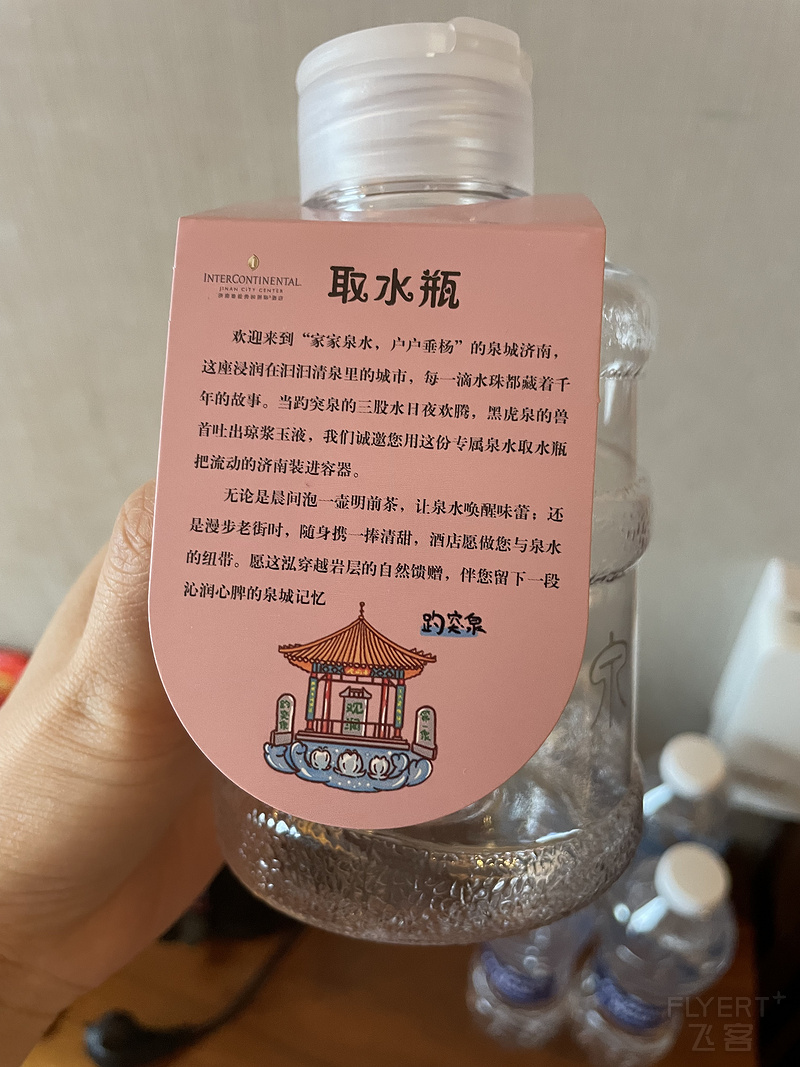 INTERCONTINENTAL
JINAN CITY CENTER
取水瓶
欢迎来到“家家泉水,户户垂杨”的泉城济南,
这座浸润在汩汩清泉里的城市,每一滴水珠都藏着千
年的故事。当趵突泉的三股水日夜欢腾,黑虎泉的兽
首吐出琼浆玉液,我们诚邀您用这份专属泉水取水瓶
把流动的济南装进容器。
无论是晨间泡一壶明前茶,让泉水唤醒味蕾;还
是漫步老街时,随身携一捧清甜,酒店愿做您与泉水
的纽带。愿这泓穿越岩层的自然馈赠,伴您留下一段
沁润心脾的泉城记忆
趵突泉
观澜
趵突泉
第一泉
泉
FLYERT+
飞客